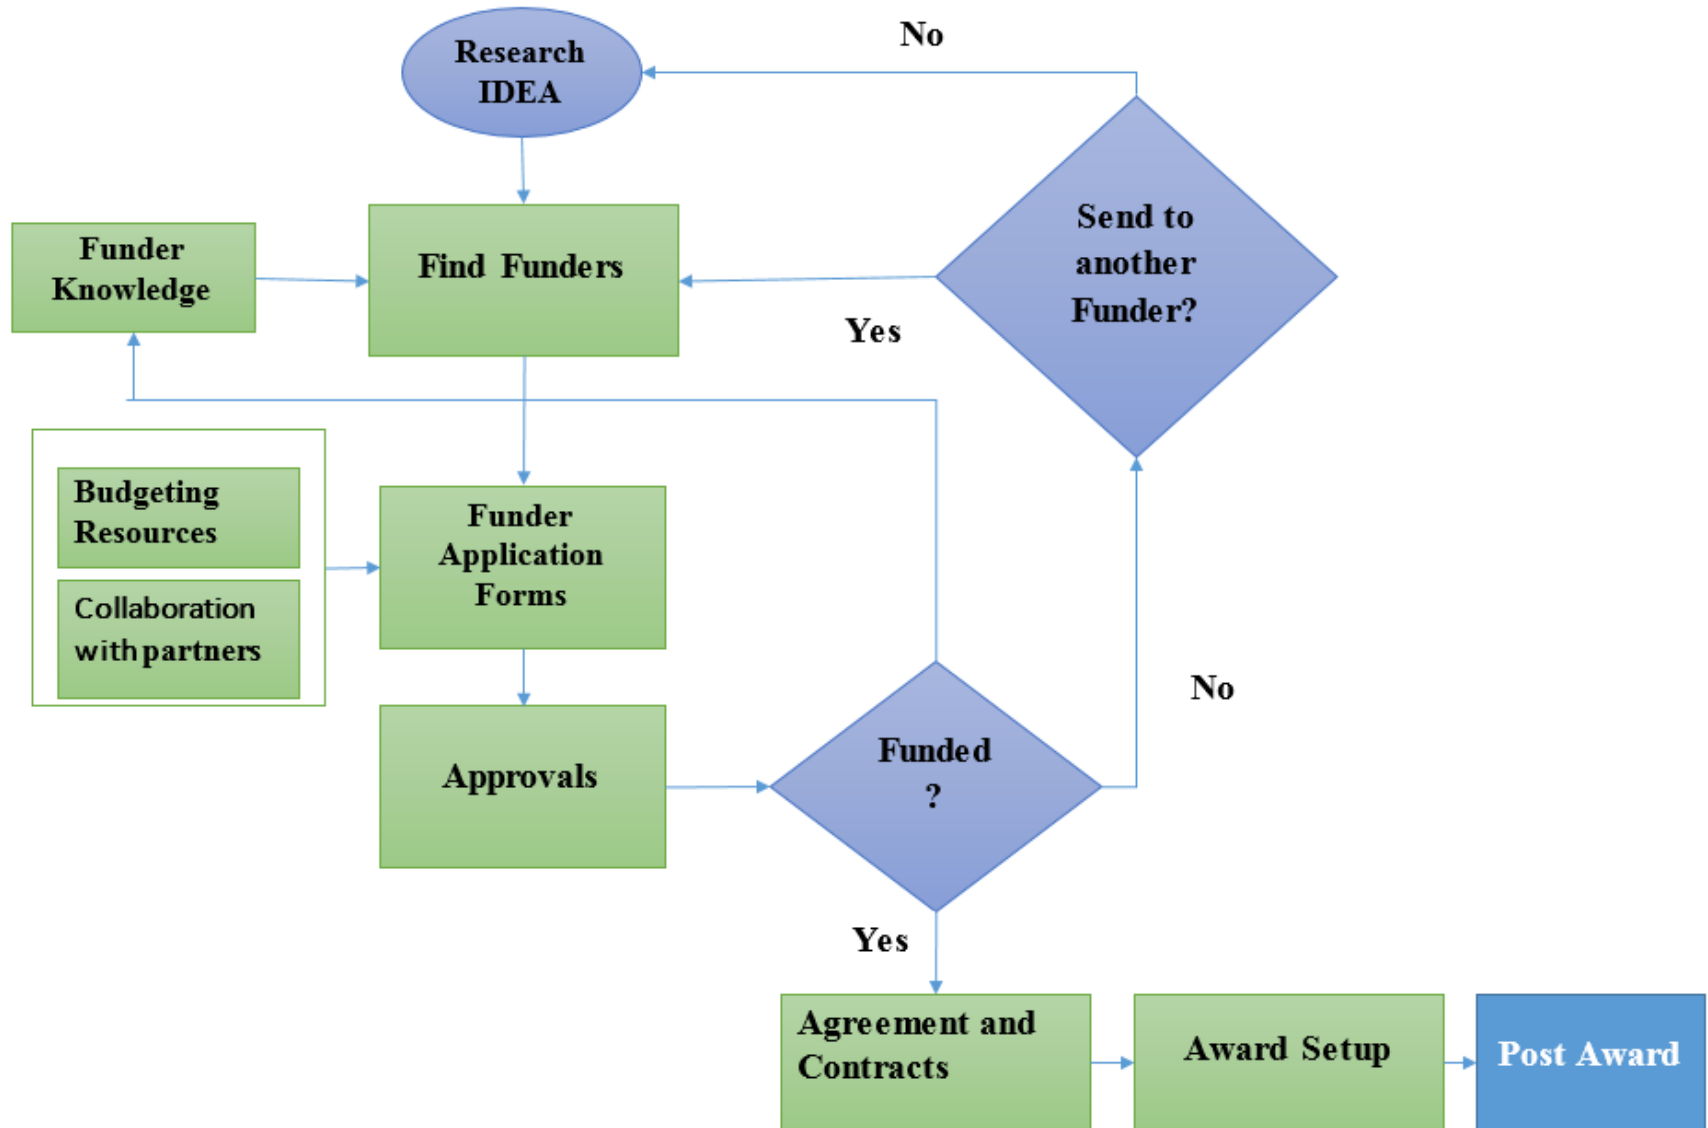 No
Research
IDEA
Send to
another
Funder?
Funder
Knowledge
Find Funders
Yes
Budgeting
Resources
Funder
Application
Forms
Collaboration
with partners
No
Approvals
Funded
?
Yes
Agreement and
Contracts
Award Setup
Post Award